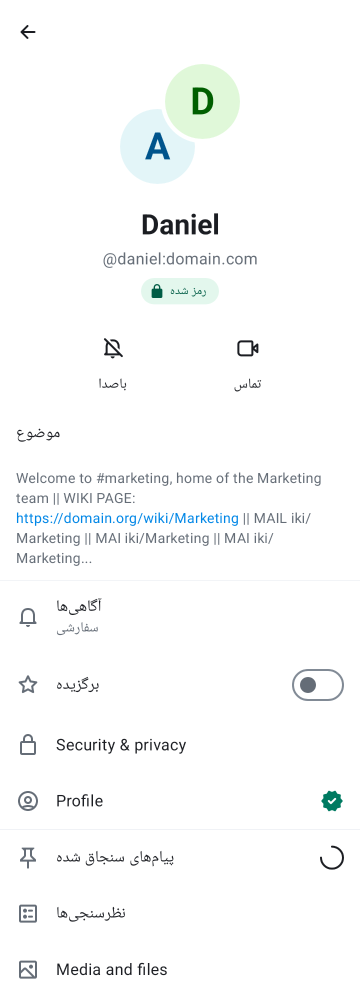 D
A
Daniel
@daniel:domain.com
رمز شده
باصدا
تماس
موضوع
Welcome to #marketing, home of the Marketing
team || WIKI PAGE:
https://domain.org/wiki/Marketing || MAIL iki/
Marketing || MAI iki/Marketing || MAI iki/
Marketing...
آگاهی‌ها
سفارشی
برگزیده
Security & privacy
Profile
پیام‌های سنجاق شده
نظرسنجی‌ها
Media and files